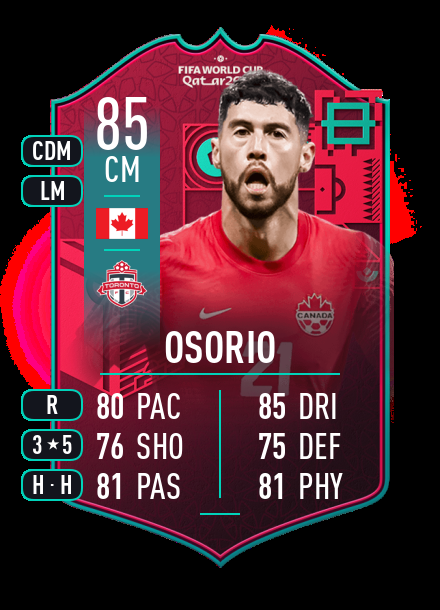 FIFA WORLD CUP
Qatar2022
85
CM
CDM
LM
TORONTO
CANADA
OSORIO
21
R
80 PAC
85 DRI
3★5
76 SHO
75 DEF
H·H
81 PAS
81 PHY